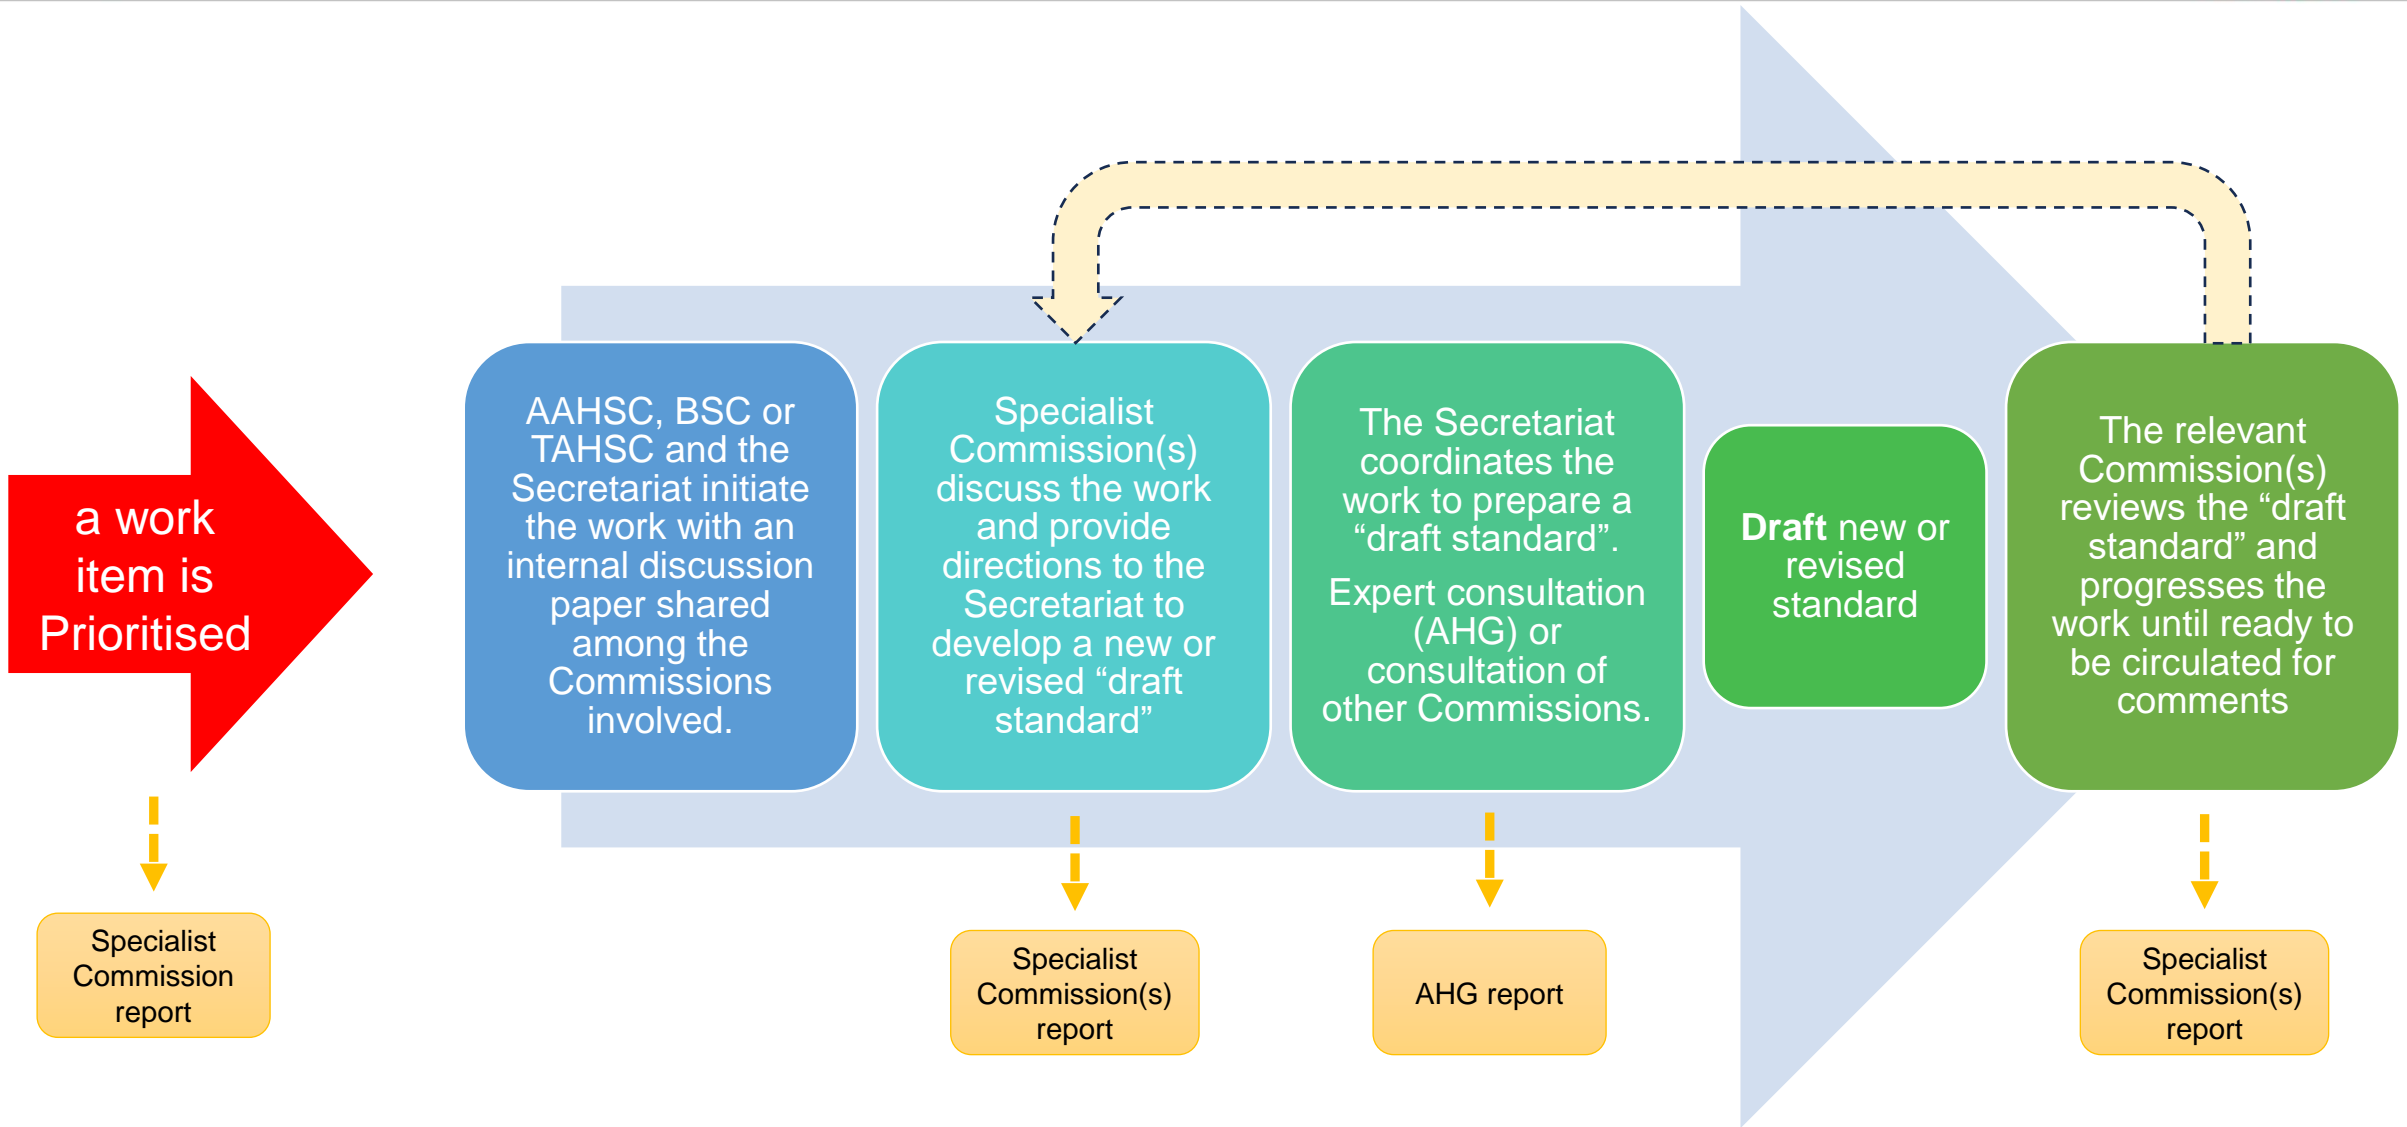 a work
item is
Prioritised
AAHSC, BSC or
TAHSC and the
Secretariat initiate
the work with an
internal discussion
paper shared
among the
Commissions
involved.
Specialist
Commission(s)
discuss the work
and provide
directions to the
Secretariat to
develop a new or
revised “draft
standard”
The Secretariat
coordinates the
work to prepare a
“draft standard”.
Expert consultation
(AHG) or
consultation of
other Commissions.
Draft new or
revised
standard
The relevant
Commission(s)
reviews the “draft
standard” and
progresses the
work until ready to
be circulated for
comments
Specialist
Commission
report
Specialist
Commission(s)
report
AHG report
Specialist
Commission(s)
report